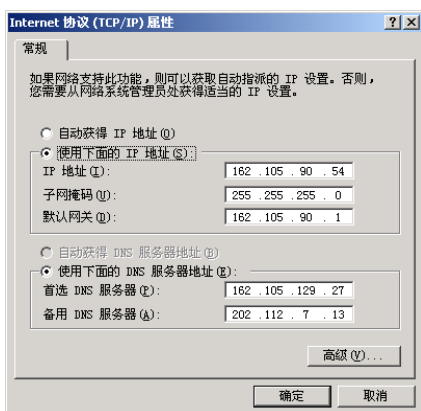 Internet 协议 (TCP/IP) 属性
常规
如果网络支持此功能，则可以获取自动指派的 IP 设置。否则，
您需要从网络系统管理员处获得适当的 IP 设置。
自动获得 IP 地址(O)
使用下面的 IP 地址(S):
IP 地址(I): 162 .105 .90 .54
子网掩码(U): 255 .255 .255 .0
默认网关(D): 162 .105 .90 .1
自动获得 DNS 服务器地址(B)
使用下面的 DNS 服务器地址(E):
首选 DNS 服务器(P): 162 .105 .129 .27
备用 DNS 服务器(A): 202 .112 .7 .13
高级(V)...
确定 取消